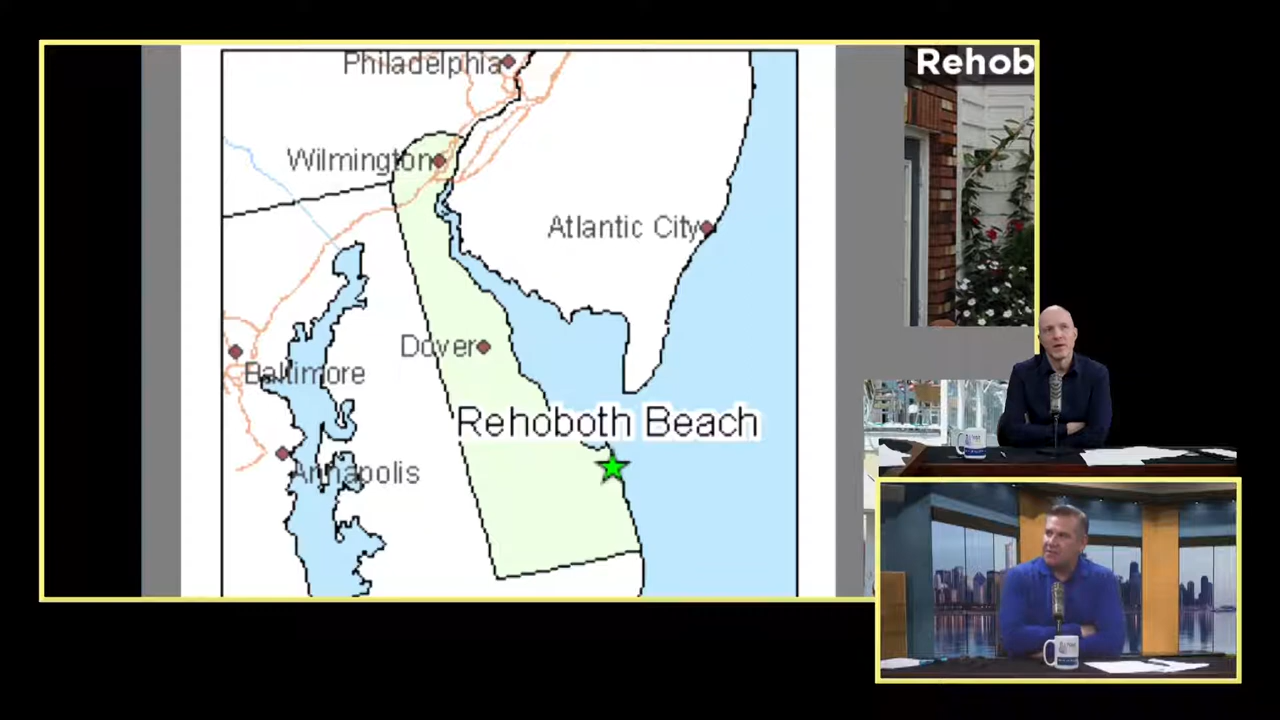 Philadelphia
Rehob
Wilmington
Atlantic City
Dover
Baltimore
Rehoboth Beach
Annapolis